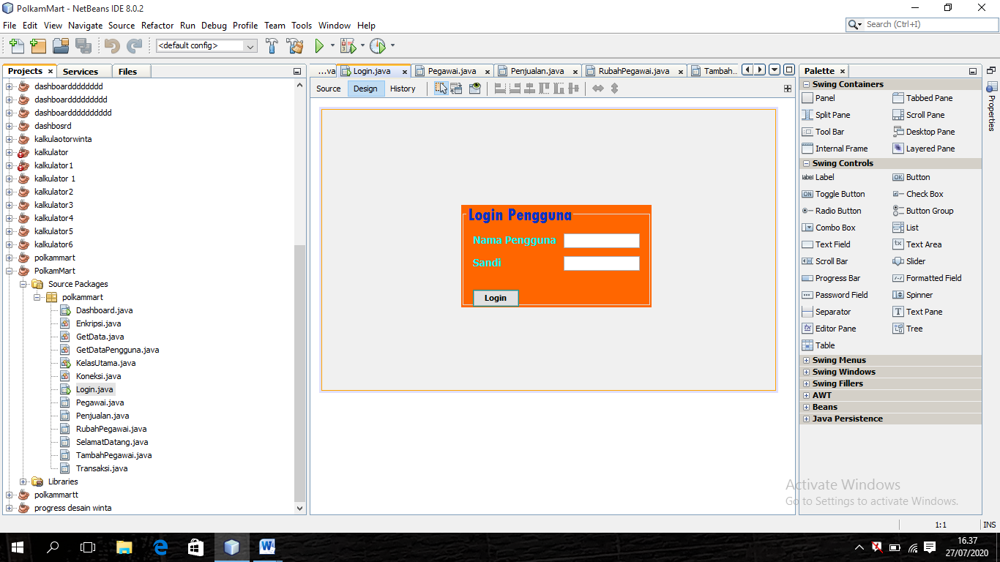 PolkamMart - NetBeans IDE 8.0.2
File Edit View Navigate Source Refactor Run Debug Profile Team Tools Window Help
Search (Ctrl+I)
<default config>
Projects Services Files
dashboardddddddd
dashboarddddddddd
dashboardddddddddd
dashbosrd
kalkulaotorwinta
kalkulator
kalkulator1
kalkulator 1
kalkulator2
kalkulator3
kalkulator4
kalkulator5
kalkulator6
polkammart
PolkamMart
Source Packages
polkammart
Dashboard.java
Enkripsi.java
GetData.java
GetDataPengguna.java
KelasUtama.java
Koneksi.java
Login.java
Pegawai.java
Penjualan.java
RubahPegawai.java
SelamatDatang.java
TambahPegawai.java
Transaksi.java
Libraries
polkammartt
progress desain winta
...va Login.java Pegawai.java Penjualan.java RubahPegawai.java Tambah..
Source Design History
Login Pengguna
Nama Pengguna
Sandi
Login
Palette
Swing Containers
Panel Tabbed Pane
Split Pane Scroll Pane
Tool Bar Desktop Pane
Internal Frame Layered Pane
Swing Controls
label Label OK Button
ON Toggle Button Check Box
Radio Button Button Group
Combo Box List
Text Field Text Area
Scroll Bar Slider
Progress Bar Formatted Field
Password Field Spinner
Separator Text Pane
Editor Pane Tree
Table
Swing Menus
Swing Windows
Swing Fillers
AWT
Beans
Java Persistence
Properties
Activate Windows
Go to Settings to activate Windows.
1:1 INS
16.37
27/07/2020